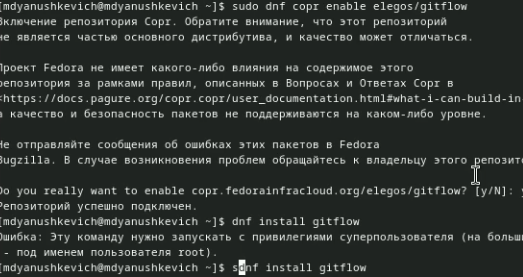 [mdyanushkevich@mdyanushkevich ~]$ sudo dnf copr enable elegos/gitflow
Включение репозитория Copr. Обратите внимание, что этот репозиторий
не является частью основного дистрибутива, и качество может отличаться.
Проект Fedora не имеет какого-либо влияния на содержимое этого
репозитория за рамками правил, описанных в Вопросах и Ответах Copr в
<https://docs.pagure.org/copr.copr/user_documentation.html#what-i-can-build-in
а качество и безопасность пакетов не поддерживаются на каком-либо уровне.
Не отправляйте сообщения об ошибках этих пакетов в Fedora
Bugzilla. В случае возникновения проблем обращайтесь к владельцу этого репозит
Do you really want to enable copr.fedorainfracloud.org/elegos/gitflow? [y/N]: y
Репозиторий успешно подключен.
[mdyanushkevich@mdyanushkevich ~]$ dnf install gitflow
Ошибка: Эту команду нужно запускать с привилегиями суперпользователя (на больш
- под именем пользователя root).
[mdyanushkevich@mdyanushkevich ~]$ sdnf install gitflow